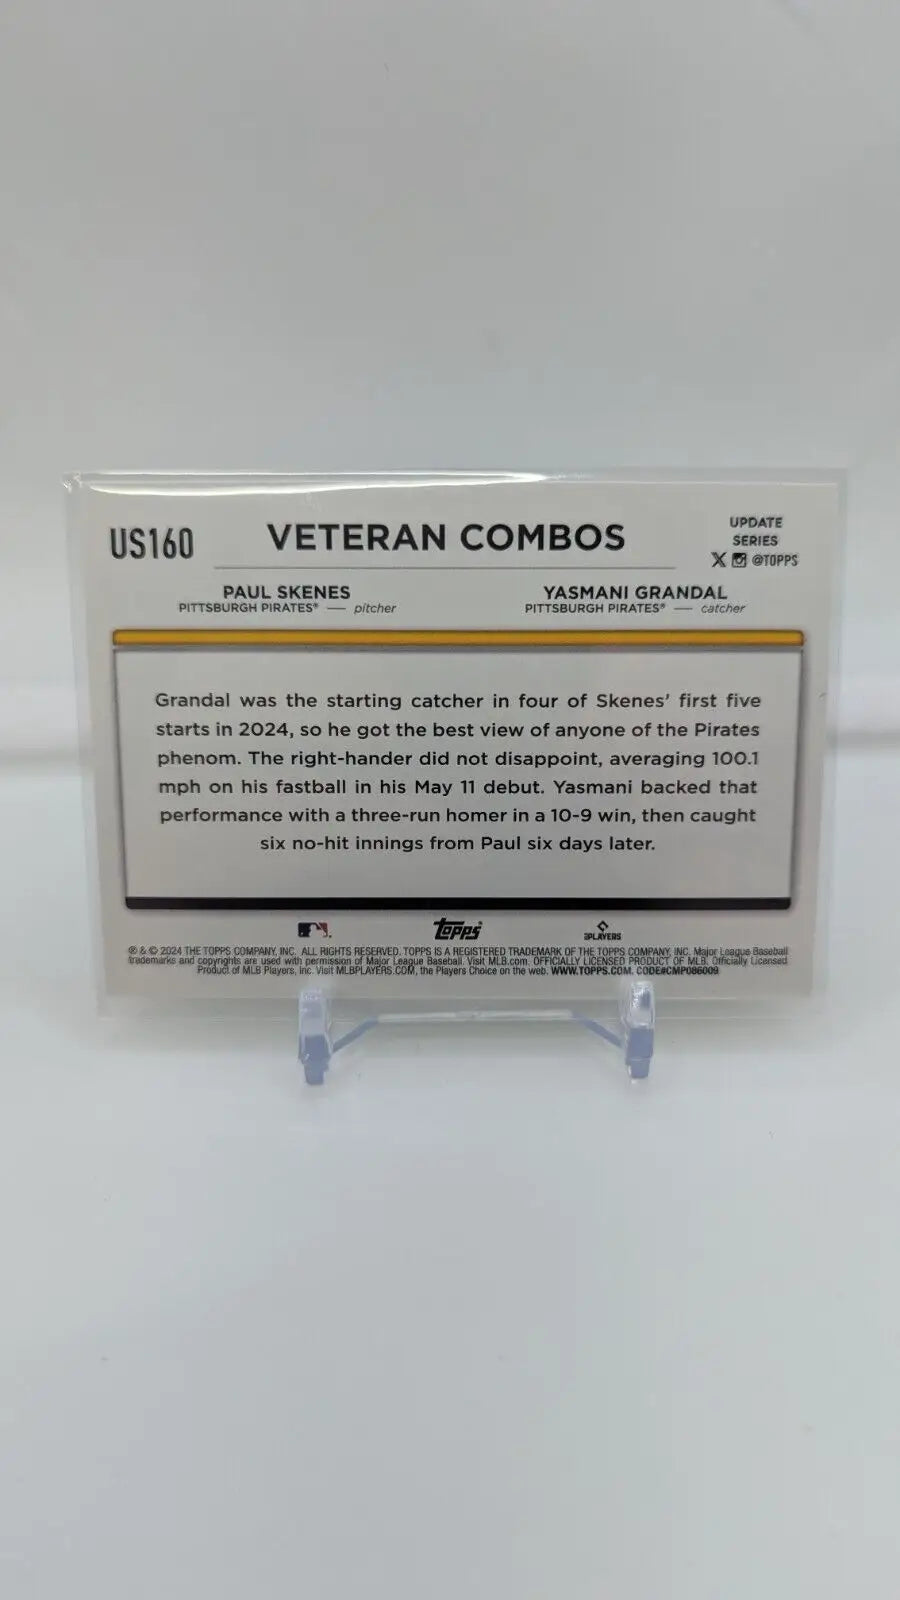 US160
VETERAN COMBOS
UPDATE
SERIES
X @TOPPS
PAUL SKENES
PITTSBURGH PIRATES® — pitcher
YASMANI GRANDAL
PITTSBURGH PIRATES® — catcher
Grandal was the starting catcher in four of Skenes' first five
starts in 2024, so he got the best view of anyone of the Pirates
phenom. The right-hander did not disappoint, averaging 100.1
mph on his fastball in his May 11 debut. Yasmani backed that
performance with a three-run homer in a 10-9 win, then caught
six no-hit innings from Paul six days later.
topps®
PLAYERS
® & © 2024 THE TOPPS COMPANY, INC. ALL RIGHTS RESERVED. TOPPS IS A REGISTERED TRADEMARK OF THE TOPPS COMPANY, INC. Major League Baseball
trademarks and copyrights are used with permission of Major League Baseball. Visit MLB.com. OFFICIALLY LICENSED PRODUCT OF MLB. Officially Licensed
Product of MLB Players, Inc. Visit MLBPLAYERS.COM, the Players Choice on the web. WWW.TOPPS.COM. CODE#CMP086009